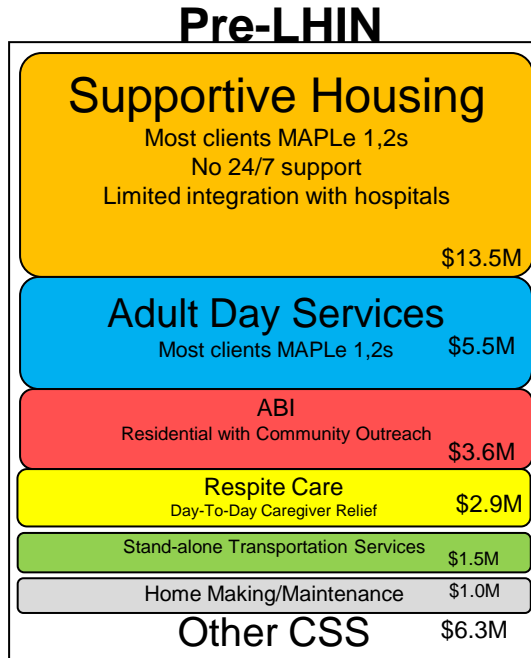 Pre-LHIN
Supportive Housing
Most clients MAPLe 1,2s
No 24/7 support
Limited integration with hospitals
$13.5M
Adult Day Services
Most clients MAPLe 1,2s
$5.5M
ABI
Residential with Community Outreach
$3.6M
Respite Care
Day-To-Day Caregiver Relief
$2.9M
Stand-alone Transportation Services
$1.5M
Home Making/Maintenance
$1.0M
Other CSS
$6.3M